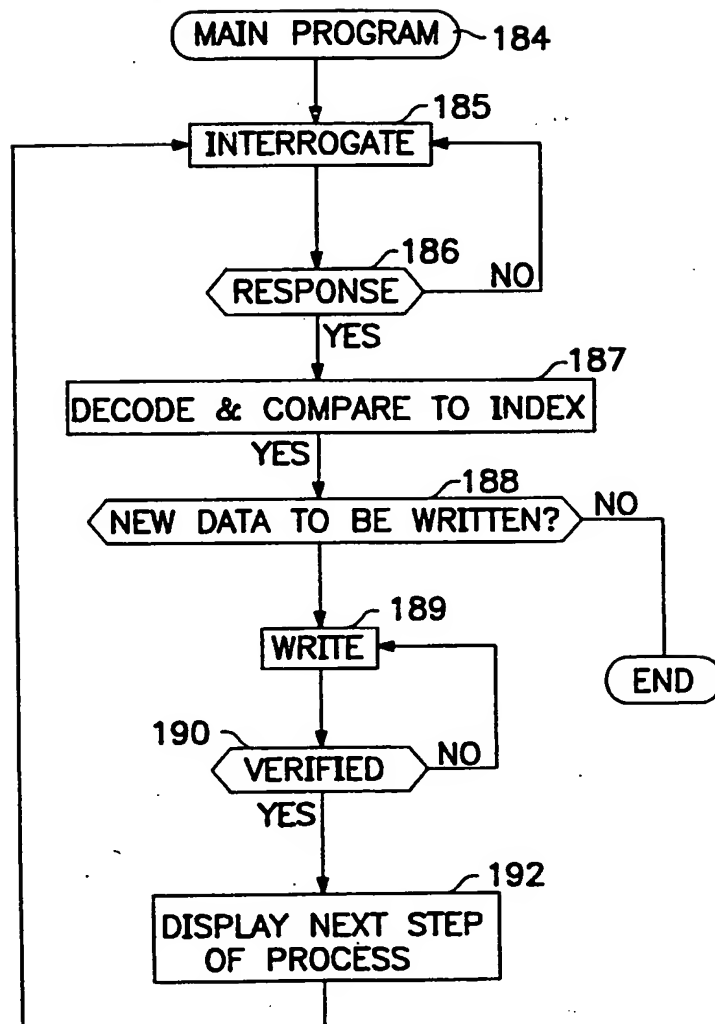 MAIN PROGRAM 184
185
INTERROGATE
186
RESPONSE NO
YES
187
DECODE & COMPARE TO INDEX
YES
188
NEW DATA TO BE WRITTEN? NO
189
WRITE
END
190
VERIFIED NO
YES
192
DISPLAY NEXT STEP
OF PROCESS